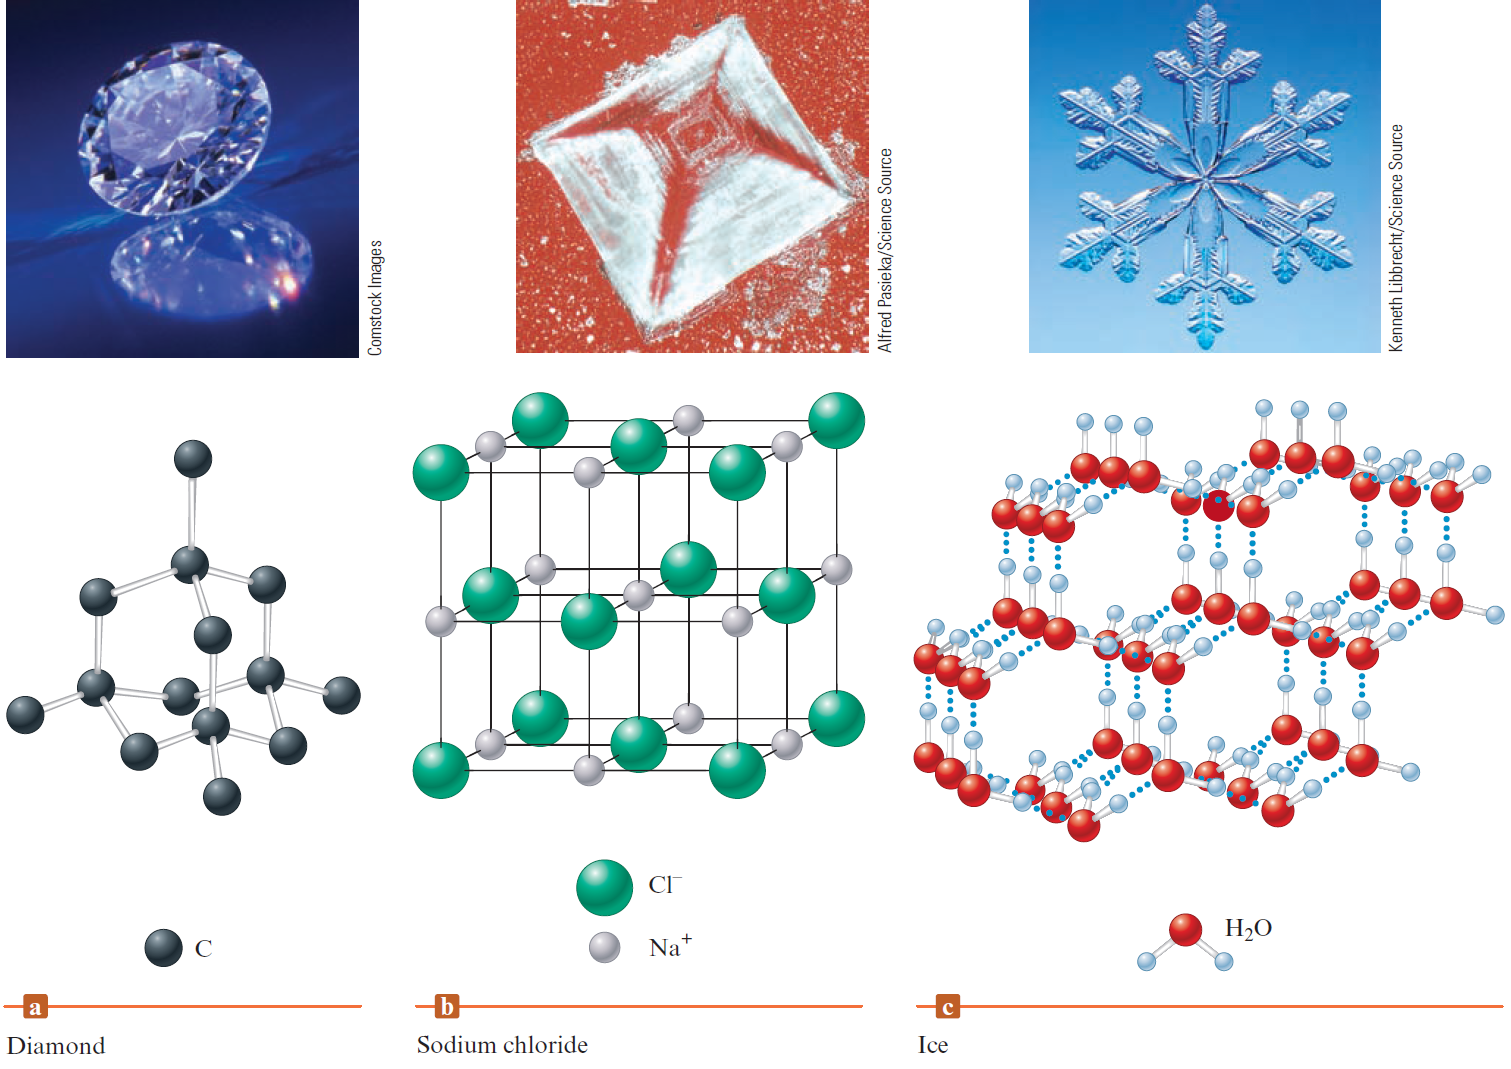 Comstock Images
Alfred Pasieka/Science Source
Kenneth Libbrecht/Science Source
C
Cl⁻
Na⁺
H₂O
a
Diamond
b
Sodium chloride
c
Ice